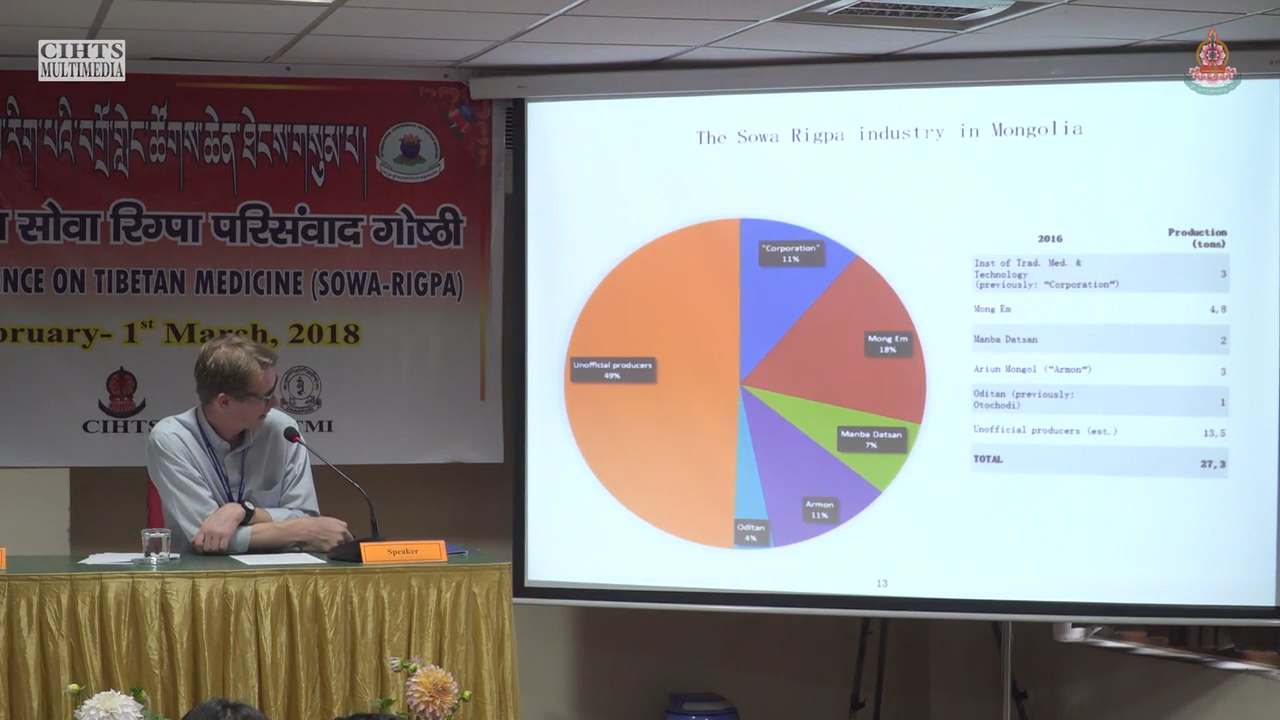 CIHTS
MULTIMEDIA
सोवा रिग्पा परिसंवाद गोष्ठी
ENCE ON TIBETAN MEDICINE (SOWA-RIGPA)
bruary- 1st March, 2018
CIHTS
TMI
Speaker
The Sowa Rigpa industry in Mongolia
"Corporation"
11%
Mong Em
18%
Unofficial producers
49%
Manba Datsan
7%
Armon
11%
Oditan
4%
2016 Production
(tons)
Inst of Trad. Med. &
Technology
(previously: "Corporation") 3
Mong Em 4,8
Manba Datsan 2
Ariun Mongol ("Armon") 3
Oditan (previously:
Otochodi) 1
Unofficial producers (est.) 13,5
TOTAL 27,3
13